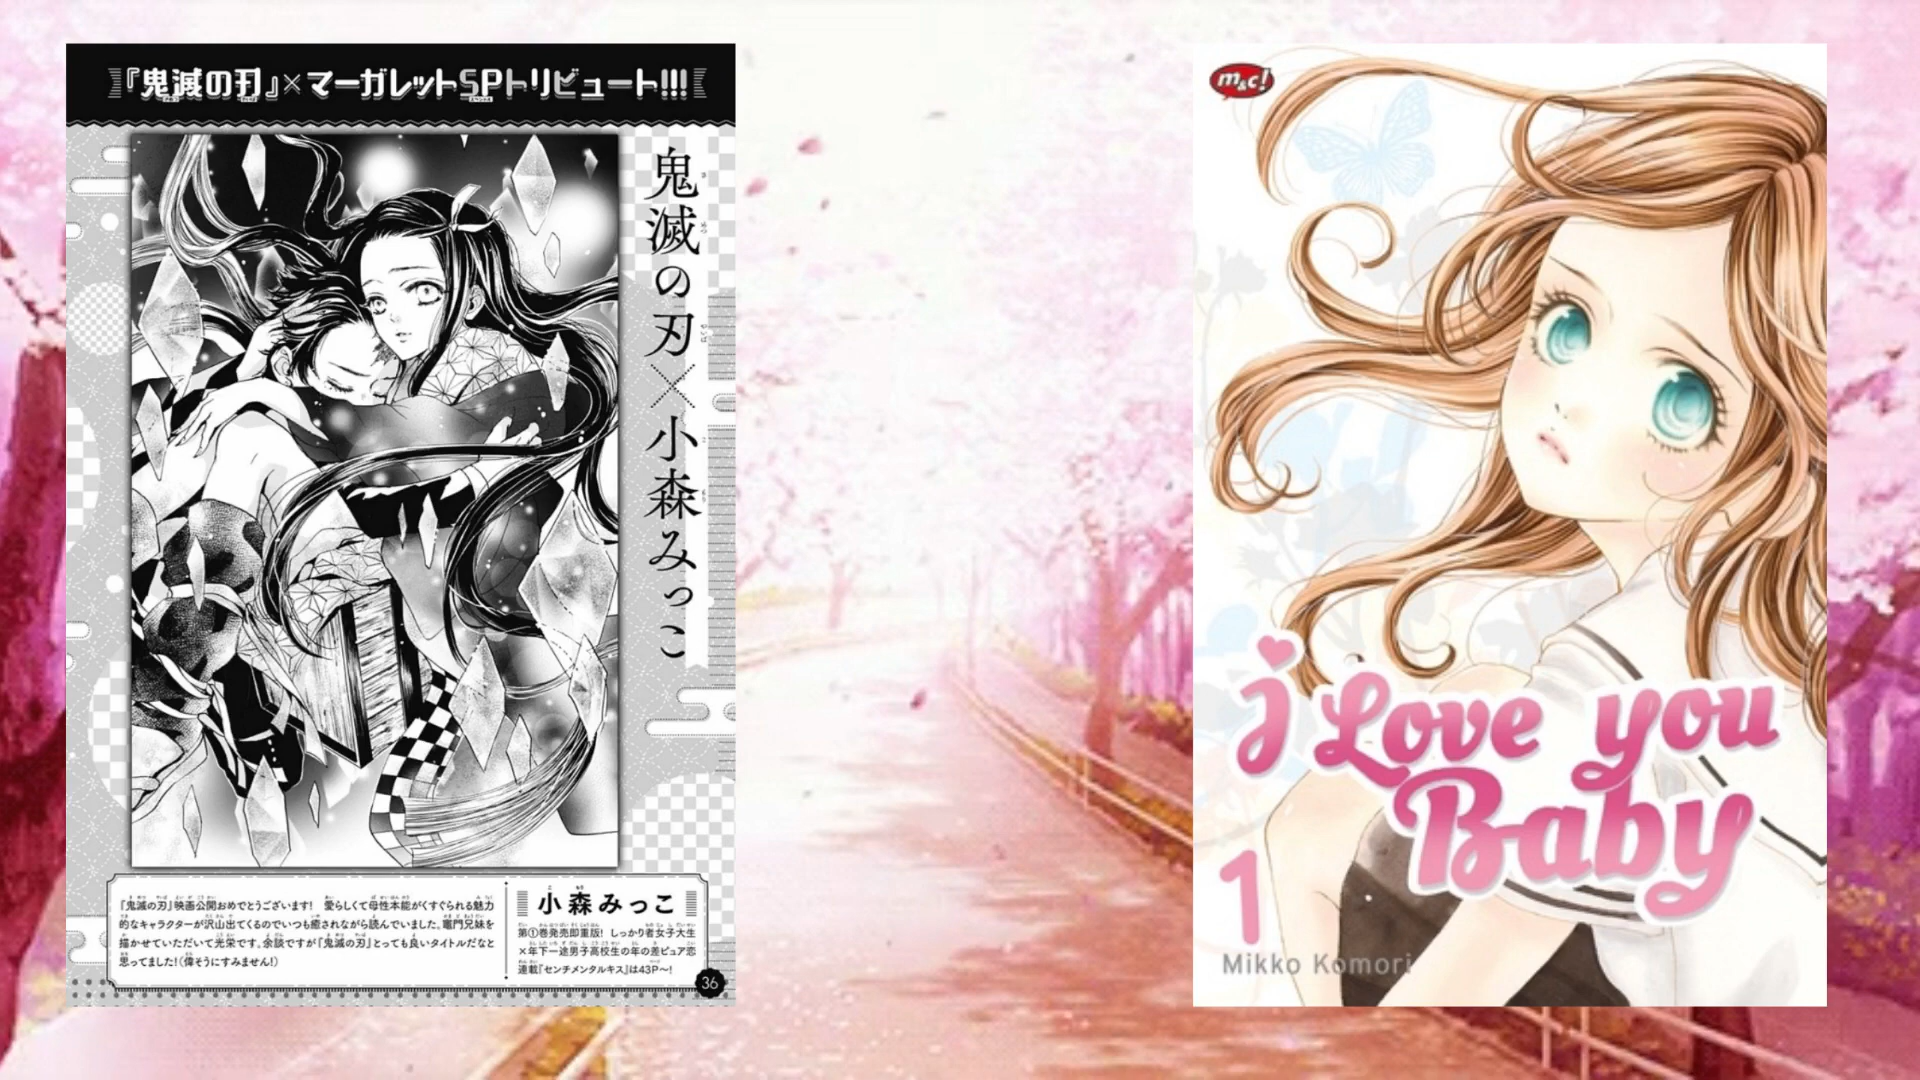 『鬼滅の刃』×マーガレットSPトリビュート!!!
鬼滅の刃×小森みっこ
『鬼滅の刃』映画公開おめでとうございます! 愛らしくて母性本能がくすぐられる魅力
的なキャラクターが沢山出てくるのでいつも癒されながら読んでいました。竈門兄妹を
描かせていただいて光栄です。余談ですが『鬼滅の刃』とっても良いタイトルだなと
思ってました!(偉そうにすみません!)
小森みっこ
第①巻発売即重版! しっかり者女子大生
×年下一途男子高校生の年の差ピュア恋
連載『センチメンタルキス』は43P〜!
36
m&c!
i Love you
Baby
1
Mikko Komori